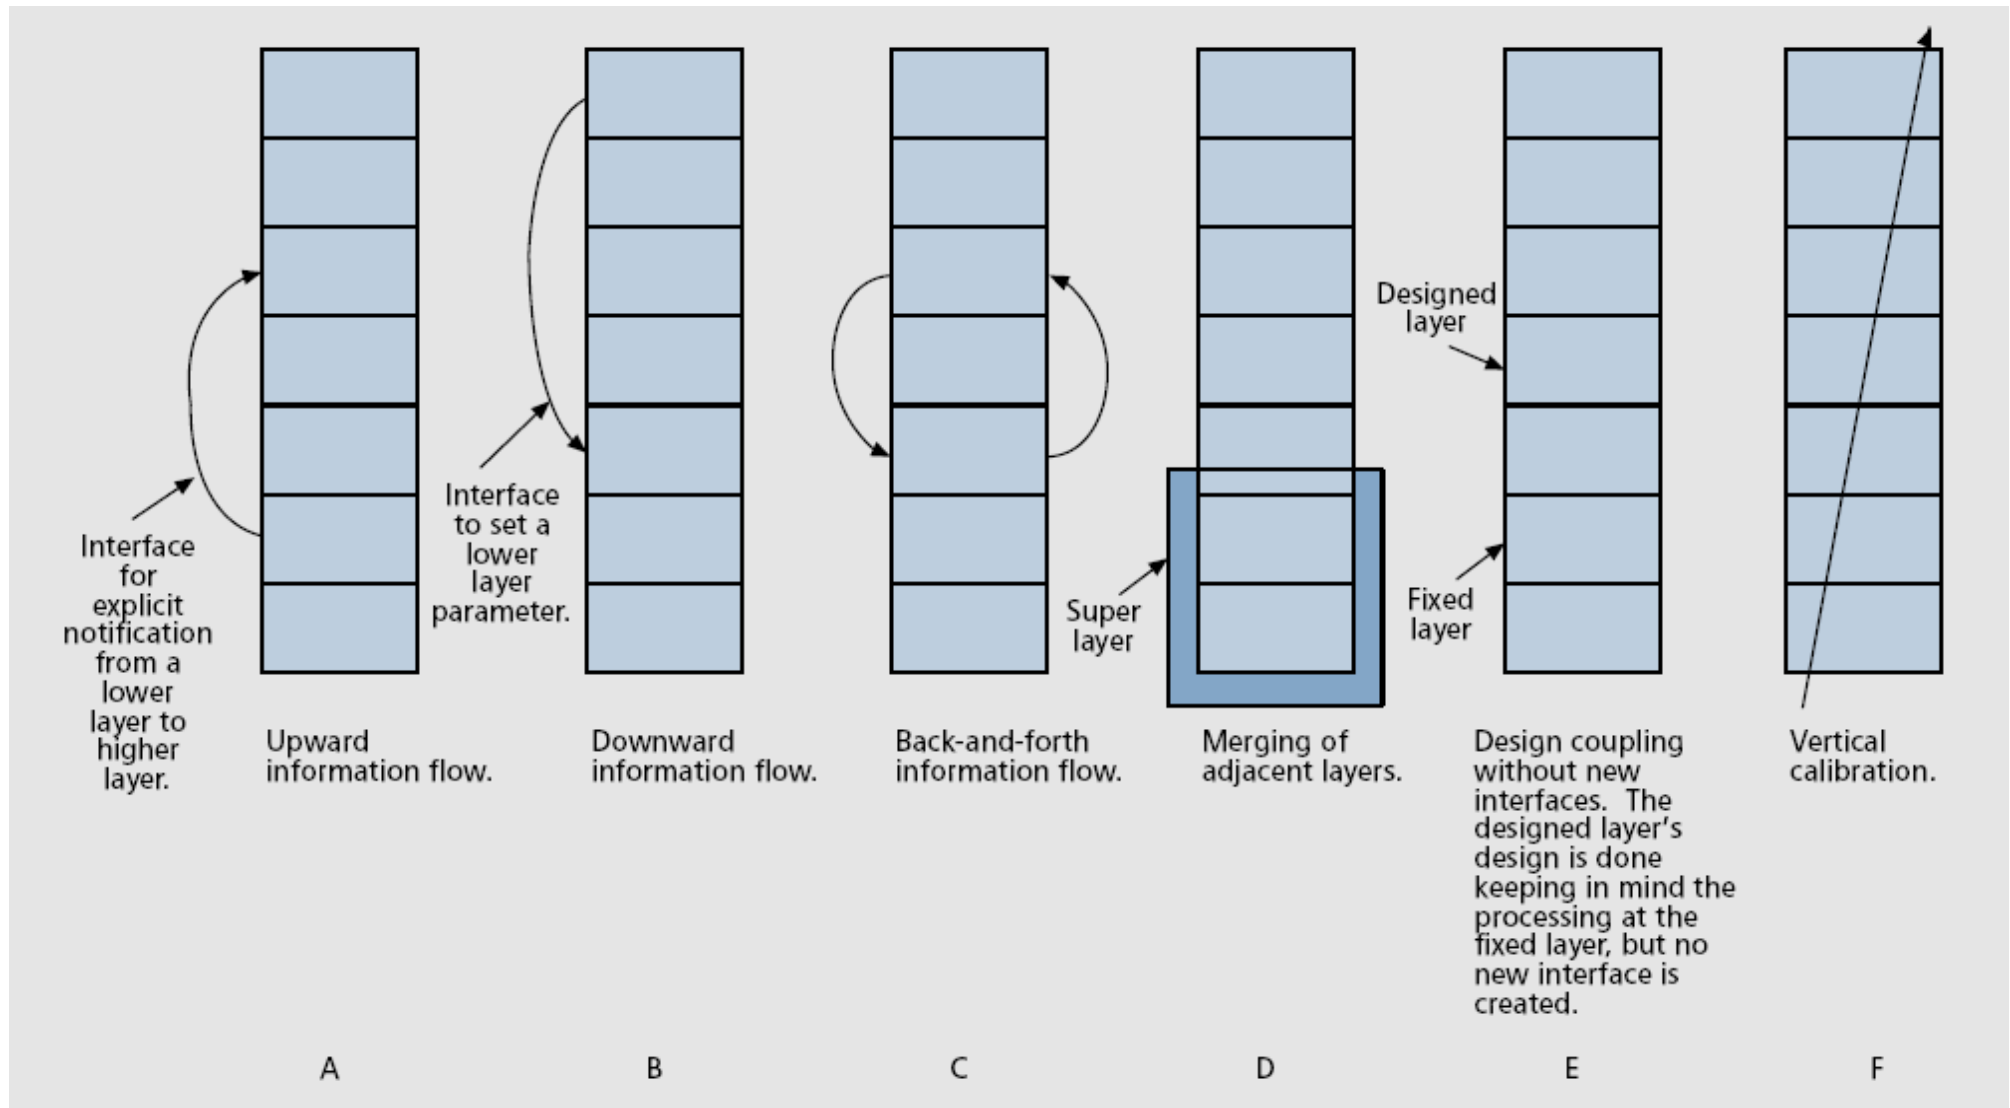 Interface
for
explicit
notification
from a
lower
layer to
higher
layer.
Upward
information flow.
A
Interface
to set a
lower
layer
parameter.
Downward
information flow.
B
Back-and-forth
information flow.
C
Super
layer
Merging of
adjacent layers.
D
Designed
layer
Fixed
layer
Design coupling
without new
interfaces. The
designed layer's
design is done
keeping in mind the
processing at the
fixed layer, but no
new interface is
created.
E
Vertical
calibration.
F